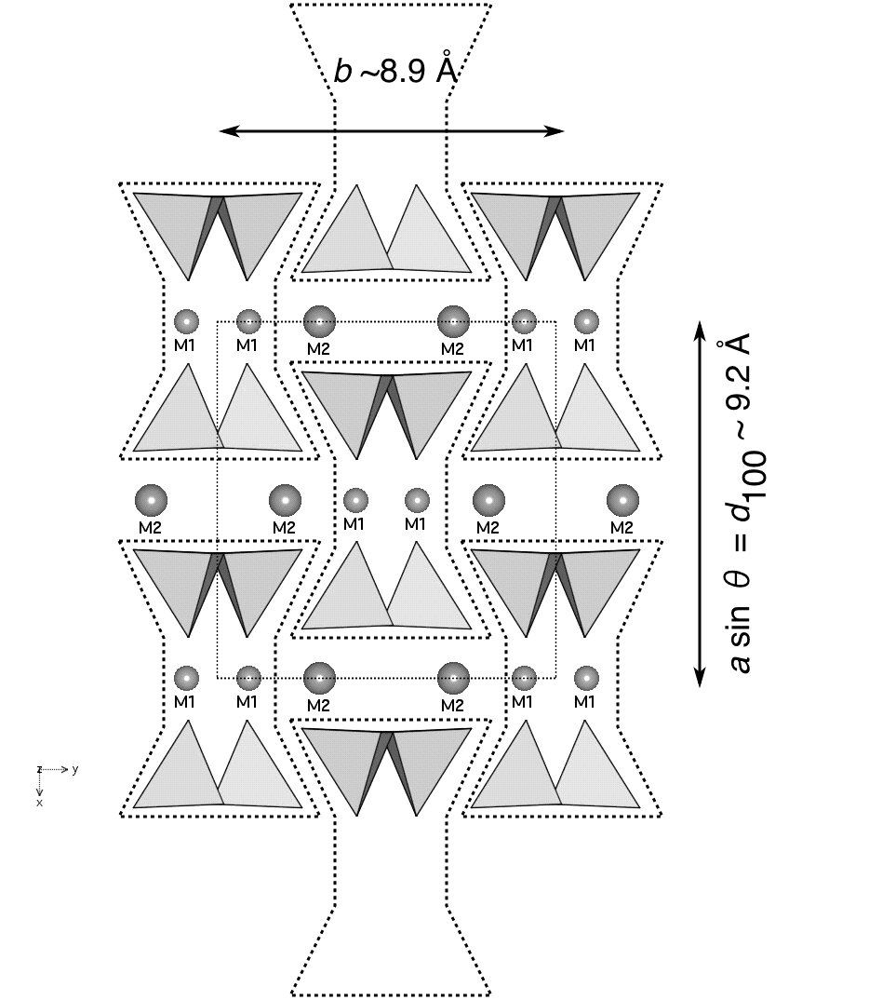 b ~8.9 Å
M1 M1 M2 M2 M1 M1
a sin θ = d100 ~ 9.2 Å
M2 M2 M1 M1 M2 M2
M1 M1 M2 M2 M1 M1
z y
x